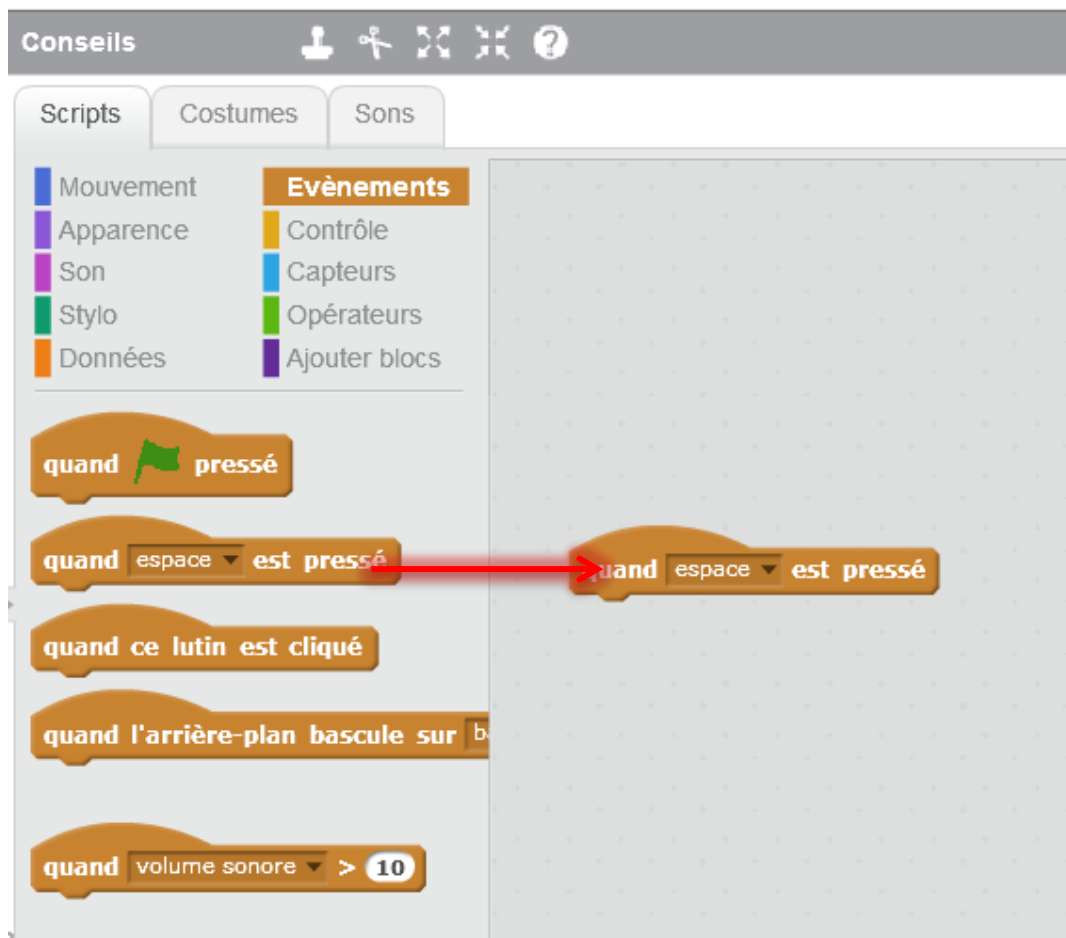 Conseils
Scripts Costumes Sons
Mouvement Evènements
Apparence Contrôle
Son Capteurs
Stylo Opérateurs
Données Ajouter blocs
quand pressé
quand espace est pressé
quand espace est pressé
quand ce lutin est cliqué
quand l'arrière-plan bascule sur
quand volume sonore > 10